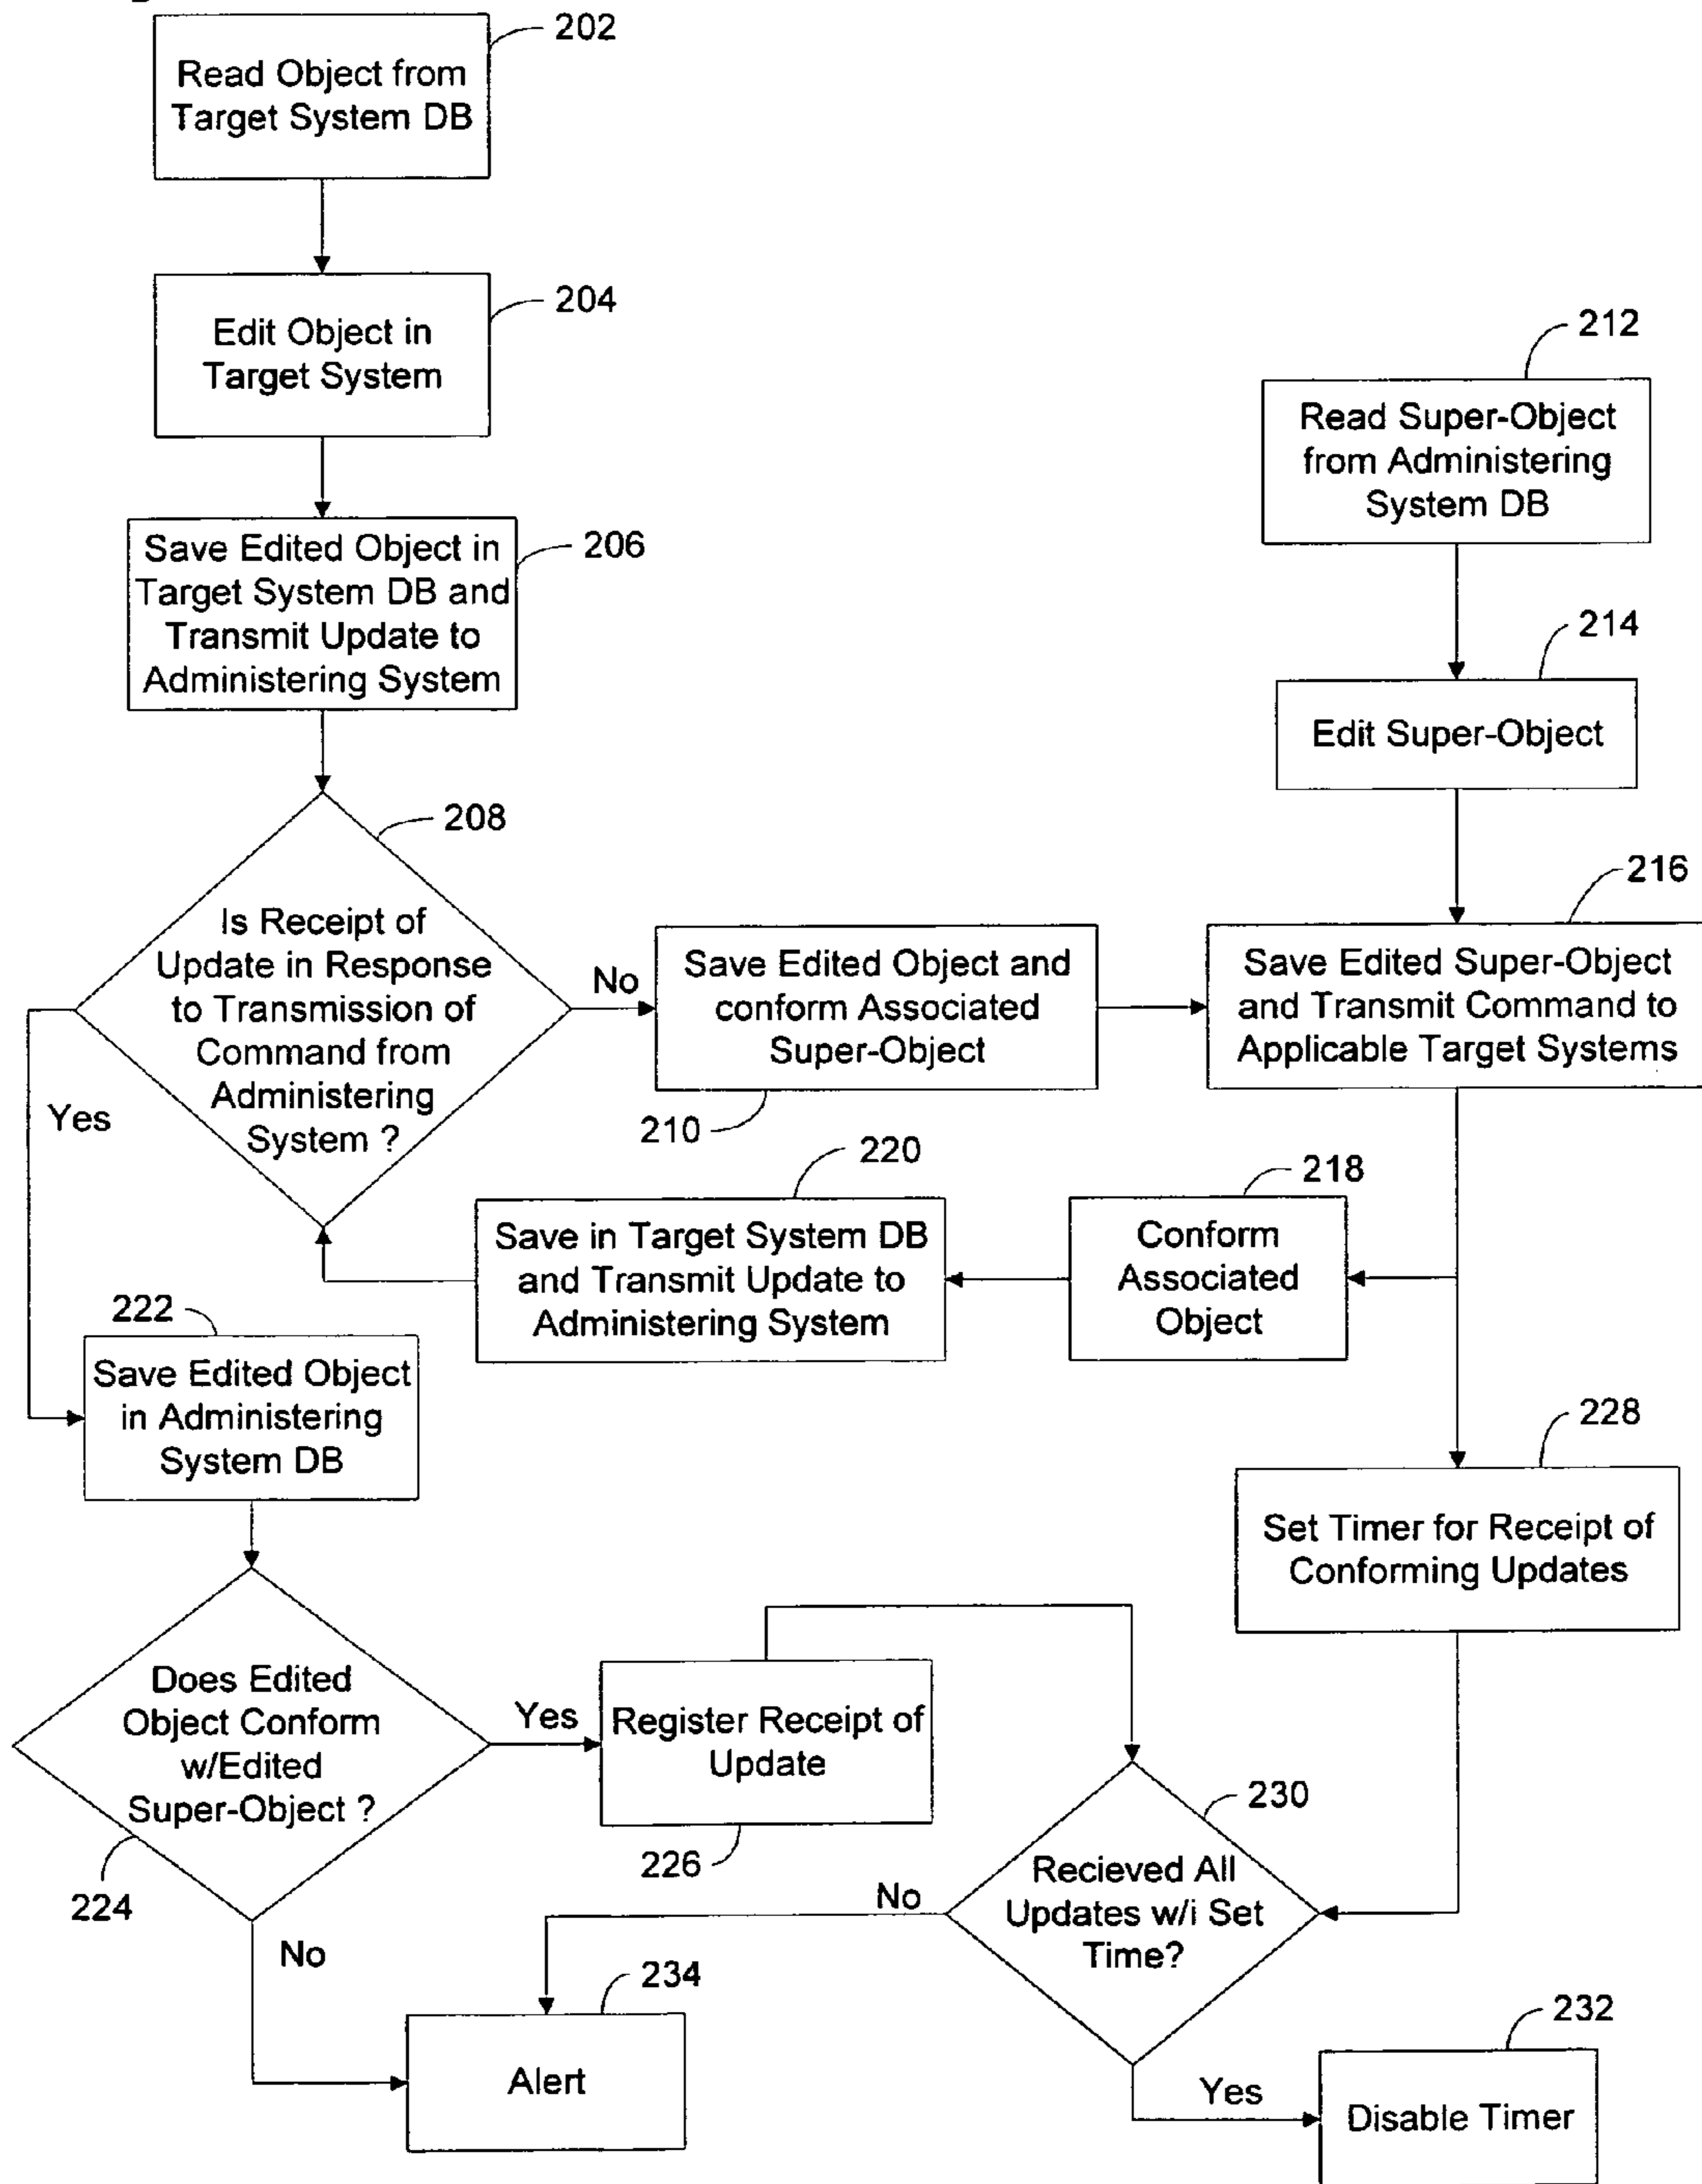 202
Read Object from
Target System DB
204
Edit Object in
Target System
212
Read Super-Object
from Administering
System DB
206
Save Edited Object in
Target System DB and
Transmit Update to
Administering System
214
Edit Super-Object
208
Is Receipt of
Update in Response
to Transmission of
Command from
Administering
System ?
No
Yes
Save Edited Object and
conform Associated
Super-Object
210
216
Save Edited Super-Object
and Transmit Command to
Applicable Target Systems
220
Save in Target System DB
and Transmit Update to
Administering System
218
Conform
Associated
Object
222
Save Edited Object
in Administering
System DB
228
Set Timer for Receipt of
Conforming Updates
Does Edited
Object Conform
w/Edited
Super-Object ?
224
Yes
No
Register Receipt of
Update
226
230
Recieved All
Updates w/i Set
Time?
No
Yes
234
Alert
232
Disable Timer